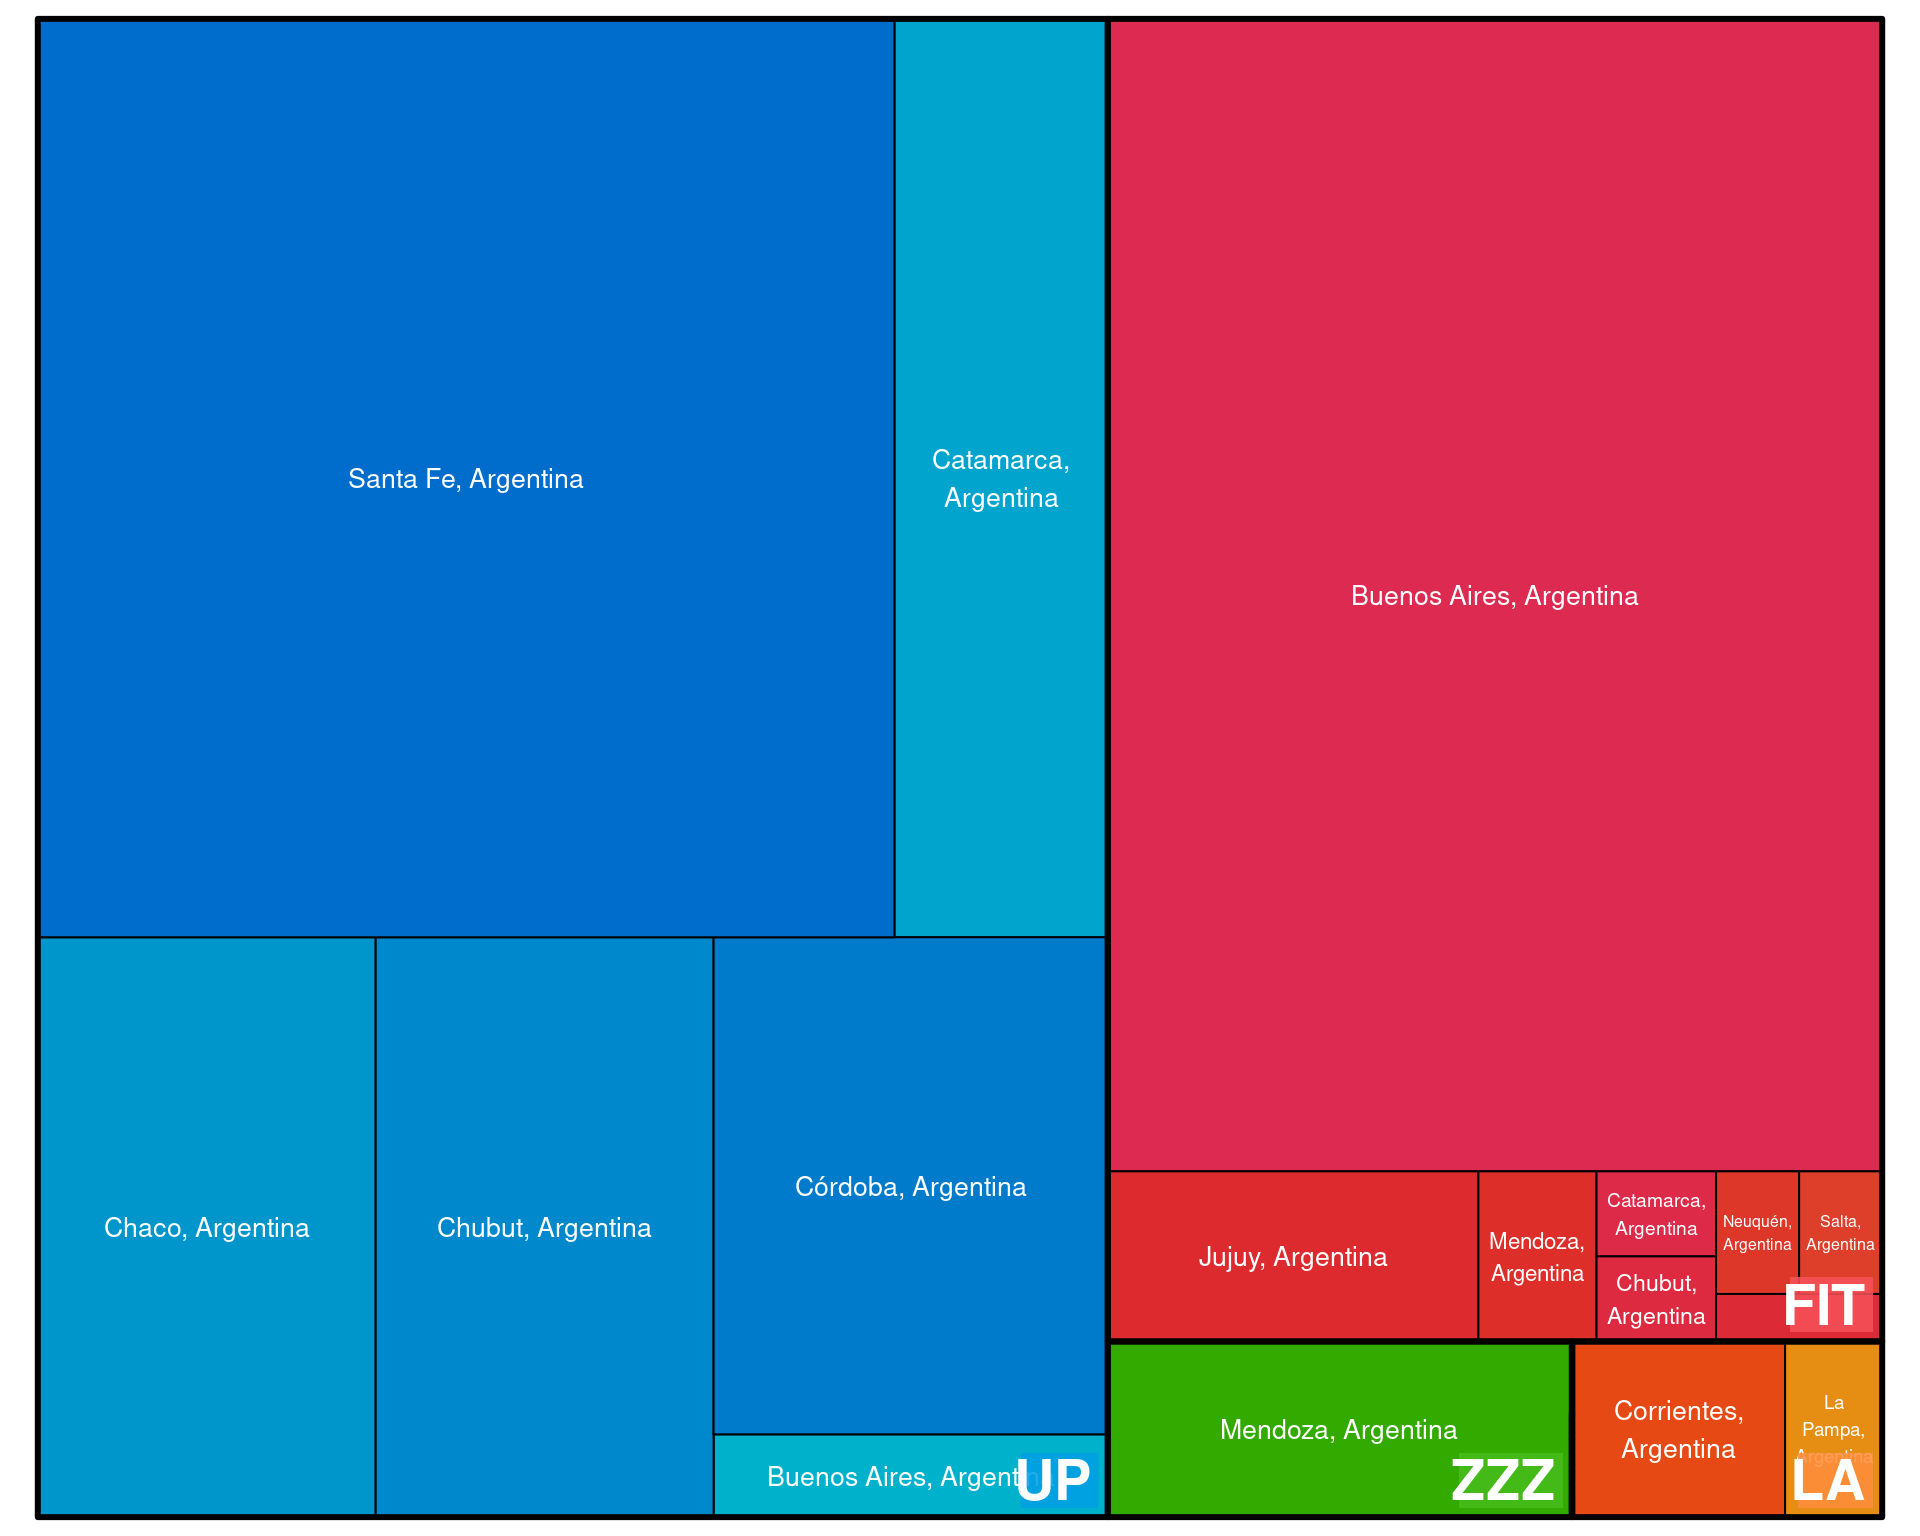 Santa Fe, Argentina
Catamarca,
Argentina
Chaco, Argentina
Chubut, Argentina
Córdoba, Argentina
Buenos Aires, Argentina
UP
Buenos Aires, Argentina
Jujuy, Argentina
Mendoza,
Argentina
Catamarca,
Argentina
Chubut,
Argentina
Neuquén,
Argentina
Salta,
Argentina
FIT
Mendoza, Argentina
ZZZ
Corrientes,
Argentina
La
Pampa,
Argentina
LA